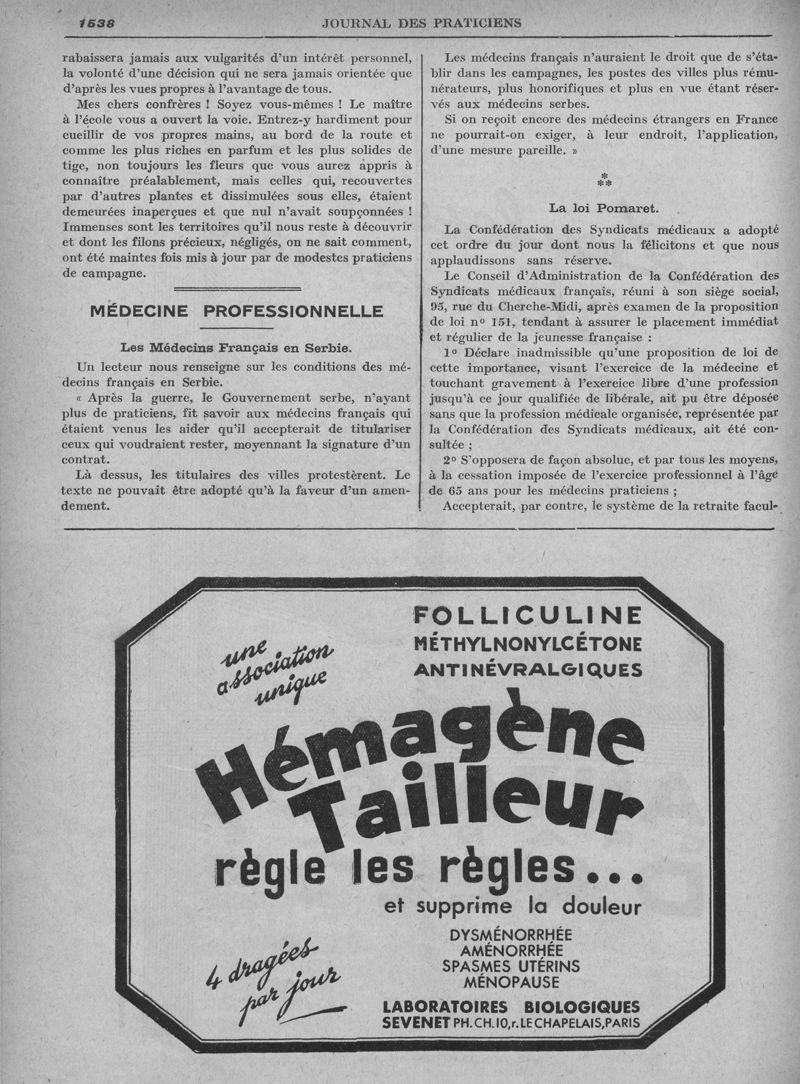 1538
JOURNAL DES PRATICIENS
rabaissera jamais aux vulgarités d'un intérêt personnel,
la volonté d'une décision qui ne sera jamais orientée que
d'après les vues propres à l'avantage de tous.
Mes chers confrères ! Soyez vous-mêmes ! Le maître
à l'école vous a ouvert la voie. Entrez-y hardiment pour
cueillir de vos propres mains, au bord de la route et
comme les plus riches en parfum et les plus solides de
tige, non toujours les fleurs que vous aurez appris à
connaître préalablement, mais celles qui, recouvertes
par d'autres plantes et dissimulées sous elles, étaient
demeurées inaperçues et que nul n'avait soupçonnées !
Immenses sont les territoires qu'il nous reste à découvrir
et dont les filons précieux, négligés, on ne sait comment,
ont été maintes fois mis à jour par de modestes praticiens
de campagne.
MÉDECINE PROFESSIONNELLE
Les Médecins Français en Serbie.
Un lecteur nous renseigne sur les conditions des mé-
decins français en Serbie.
« Après la guerre, le Gouvernement serbe, n'ayant
plus de praticiens, fit savoir aux médecins français qui
étaient venus les aider qu'il accepterait de titulariser
ceux qui voudraient rester, moyennant la signature d'un
contrat.
Là dessus, les titulaires des villes protestèrent. Le
texte ne pouvait être adopté qu'à la faveur d'un amen-
dement.
Les médecins français n'auraient le droit que de s'éta-
blir dans les campagnes, les postes des villes plus rému-
nérateurs, plus honorifiques et plus en vue étant réser-
vés aux médecins serbes.
Si on reçoit encore des médecins étrangers en France
ne pourrait-on exiger, à leur endroit, l'application,
d'une mesure pareille. »
*
**
La loi Pomaret.
La Confédération des Syndicats médicaux a adopté
cet ordre du jour dont nous la félicitons et que nous
applaudissons sans réserve.
Le Conseil d'Administration de la Confédération des
Syndicats médicaux français, réuni à son siège social,
95, rue du Cherche-Midi, après examen de la proposition
de loi nº 151, tendant à assurer le placement immédiat
et régulier de la jeunesse française :
1º Déclare inadmissible qu'une proposition de loi de
cette importance, visant l'exercice de la médecine et
touchant gravement à l'exercice libre d'une profession
jusqu'à ce jour qualifiée de libérale, ait pu être déposée
sans que la profession médicale organisée, représentée par
la Confédération des Syndicats médicaux, ait été con-
sultée ;
2º S'opposera de façon absolue, et par tous les moyens,
à la cessation imposée de l'exercice professionnel à l'âge
de 65 ans pour les médecins praticiens ;
Accepterait, par contre, le système de la retraite facul-
une
association
unique
FOLLICULINE
MÉTHYLNONYLCÉTONE
ANTINÉVRALGIQUES
Hémagène
Tailleur
règle les règles...
et supprime la douleur
4 dragées
par jour
DYSMÉNORRHÉE
AMÉNORRHÉE
SPASMES UTÉRINS
MÉNOPAUSE
LABORATOIRES BIOLOGIQUES
SEVENET PH. CH. 10, r. LE CHAPELAIS, PARIS